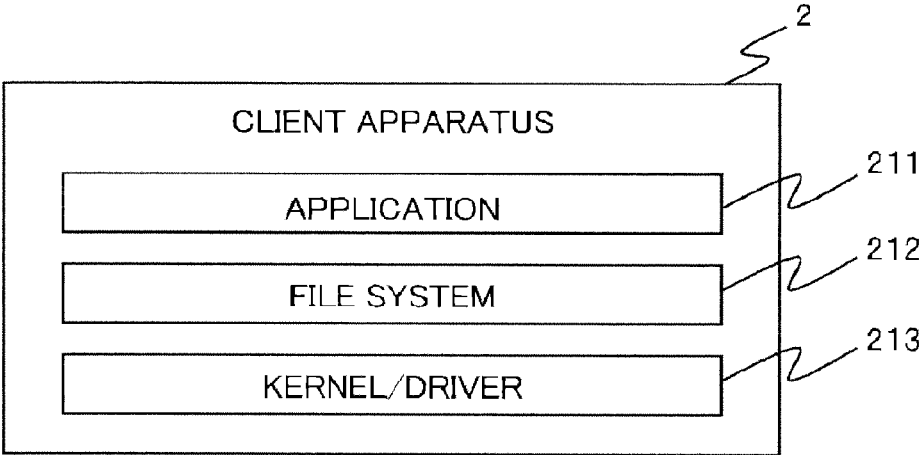 2
CLIENT APPARATUS
211
APPLICATION
212
FILE SYSTEM
213
KERNEL/DRIVER